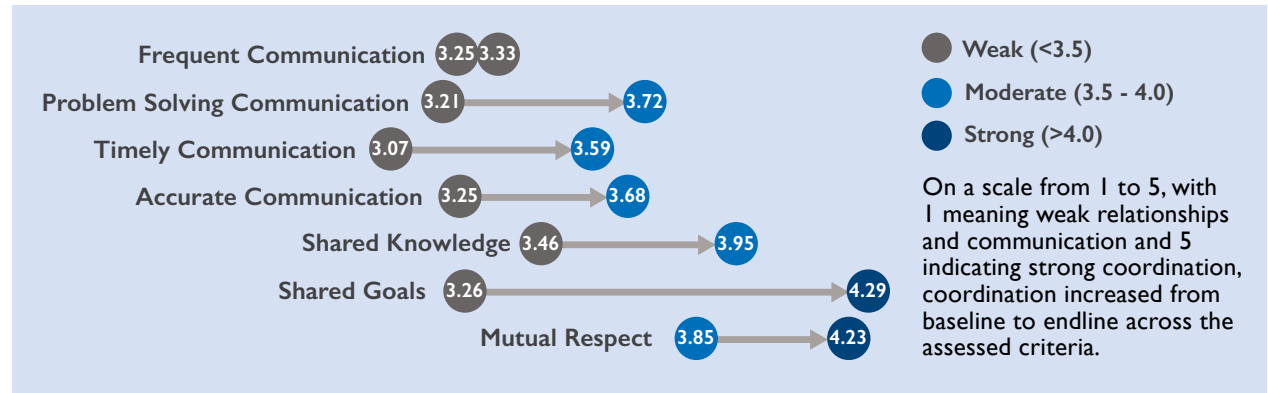 Frequent Communication 3.25 3.33
Problem Solving Communication 3.21 3.72
Timely Communication 3.07 3.59
Accurate Communication 3.25 3.68
Shared Knowledge 3.46 3.95
Shared Goals 3.26 4.29
Mutual Respect 3.85 4.23
Weak (<3.5)
Moderate (3.5 - 4.0)
Strong (>4.0)
On a scale from 1 to 5, with
1 meaning weak relationships
and communication and 5
indicating strong coordination,
coordination increased from
baseline to endline across the
assessed criteria.